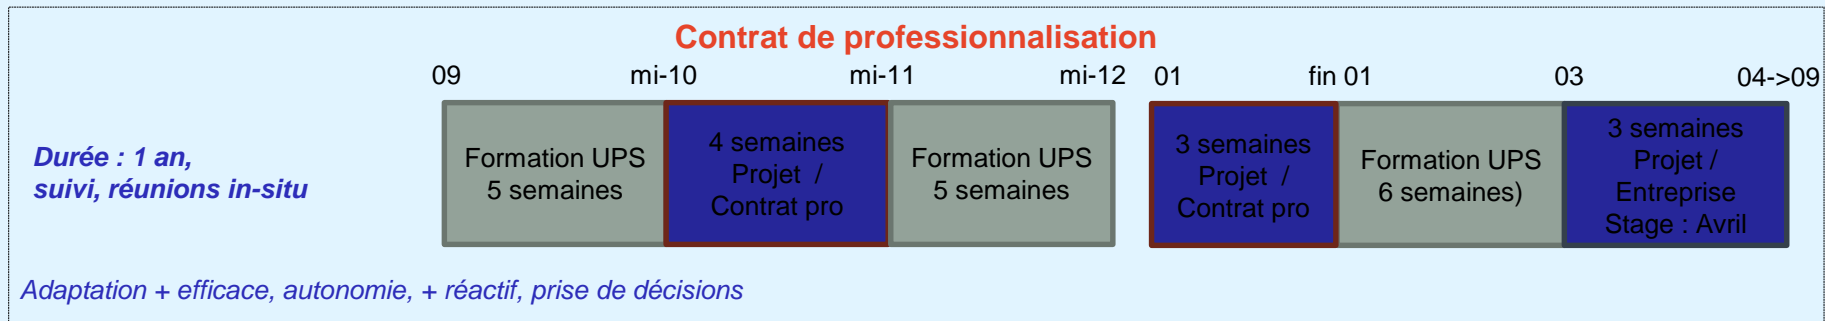 Contrat de professionnalisation
09 mi-10 mi-11 mi-12 01 fin 01 03 04->09
Durée : 1 an,
suivi, réunions in-situ
Formation UPS
5 semaines
4 semaines
Projet /
Contrat pro
Formation UPS
5 semaines
3 semaines
Projet /
Contrat pro
Formation UPS
6 semaines)
3 semaines
Projet /
Entreprise
Stage : Avril
Adaptation + efficace, autonomie, + réactif, prise de décisions